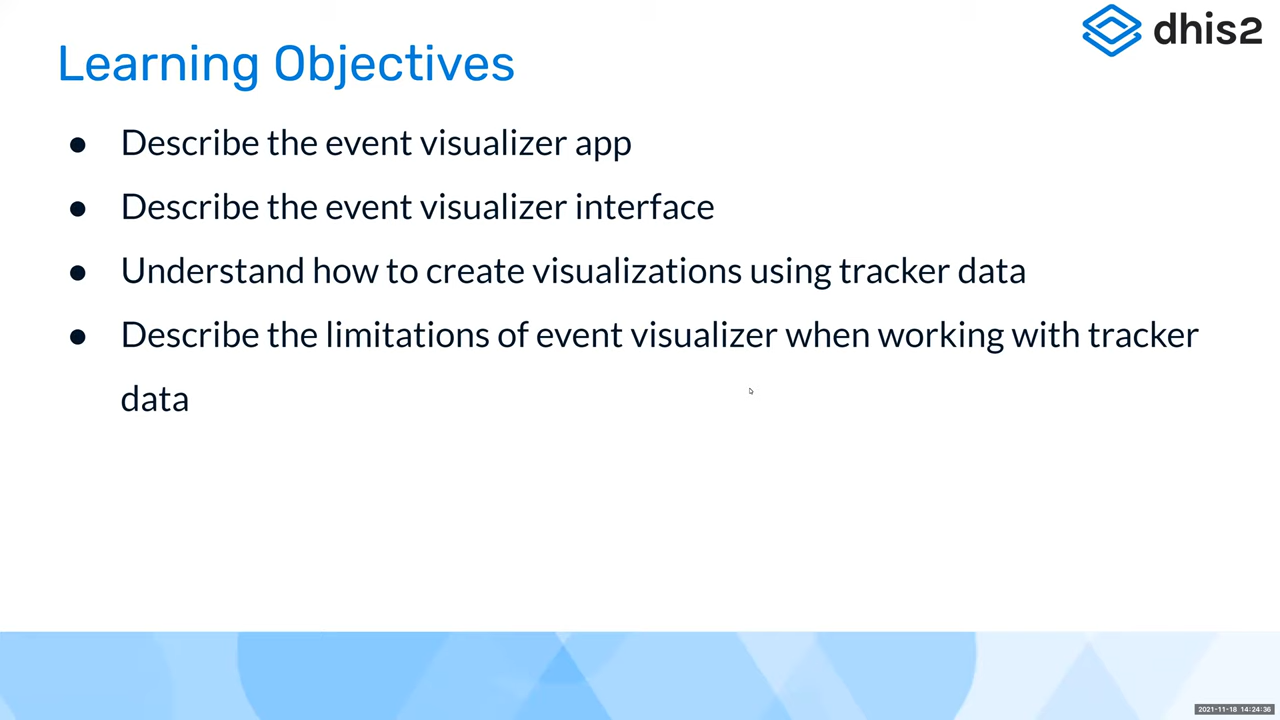 dhis2
Learning Objectives
● Describe the event visualizer app
● Describe the event visualizer interface
● Understand how to create visualizations using tracker data
● Describe the limitations of event visualizer when working with tracker
data
2021-11-18 14:24:36